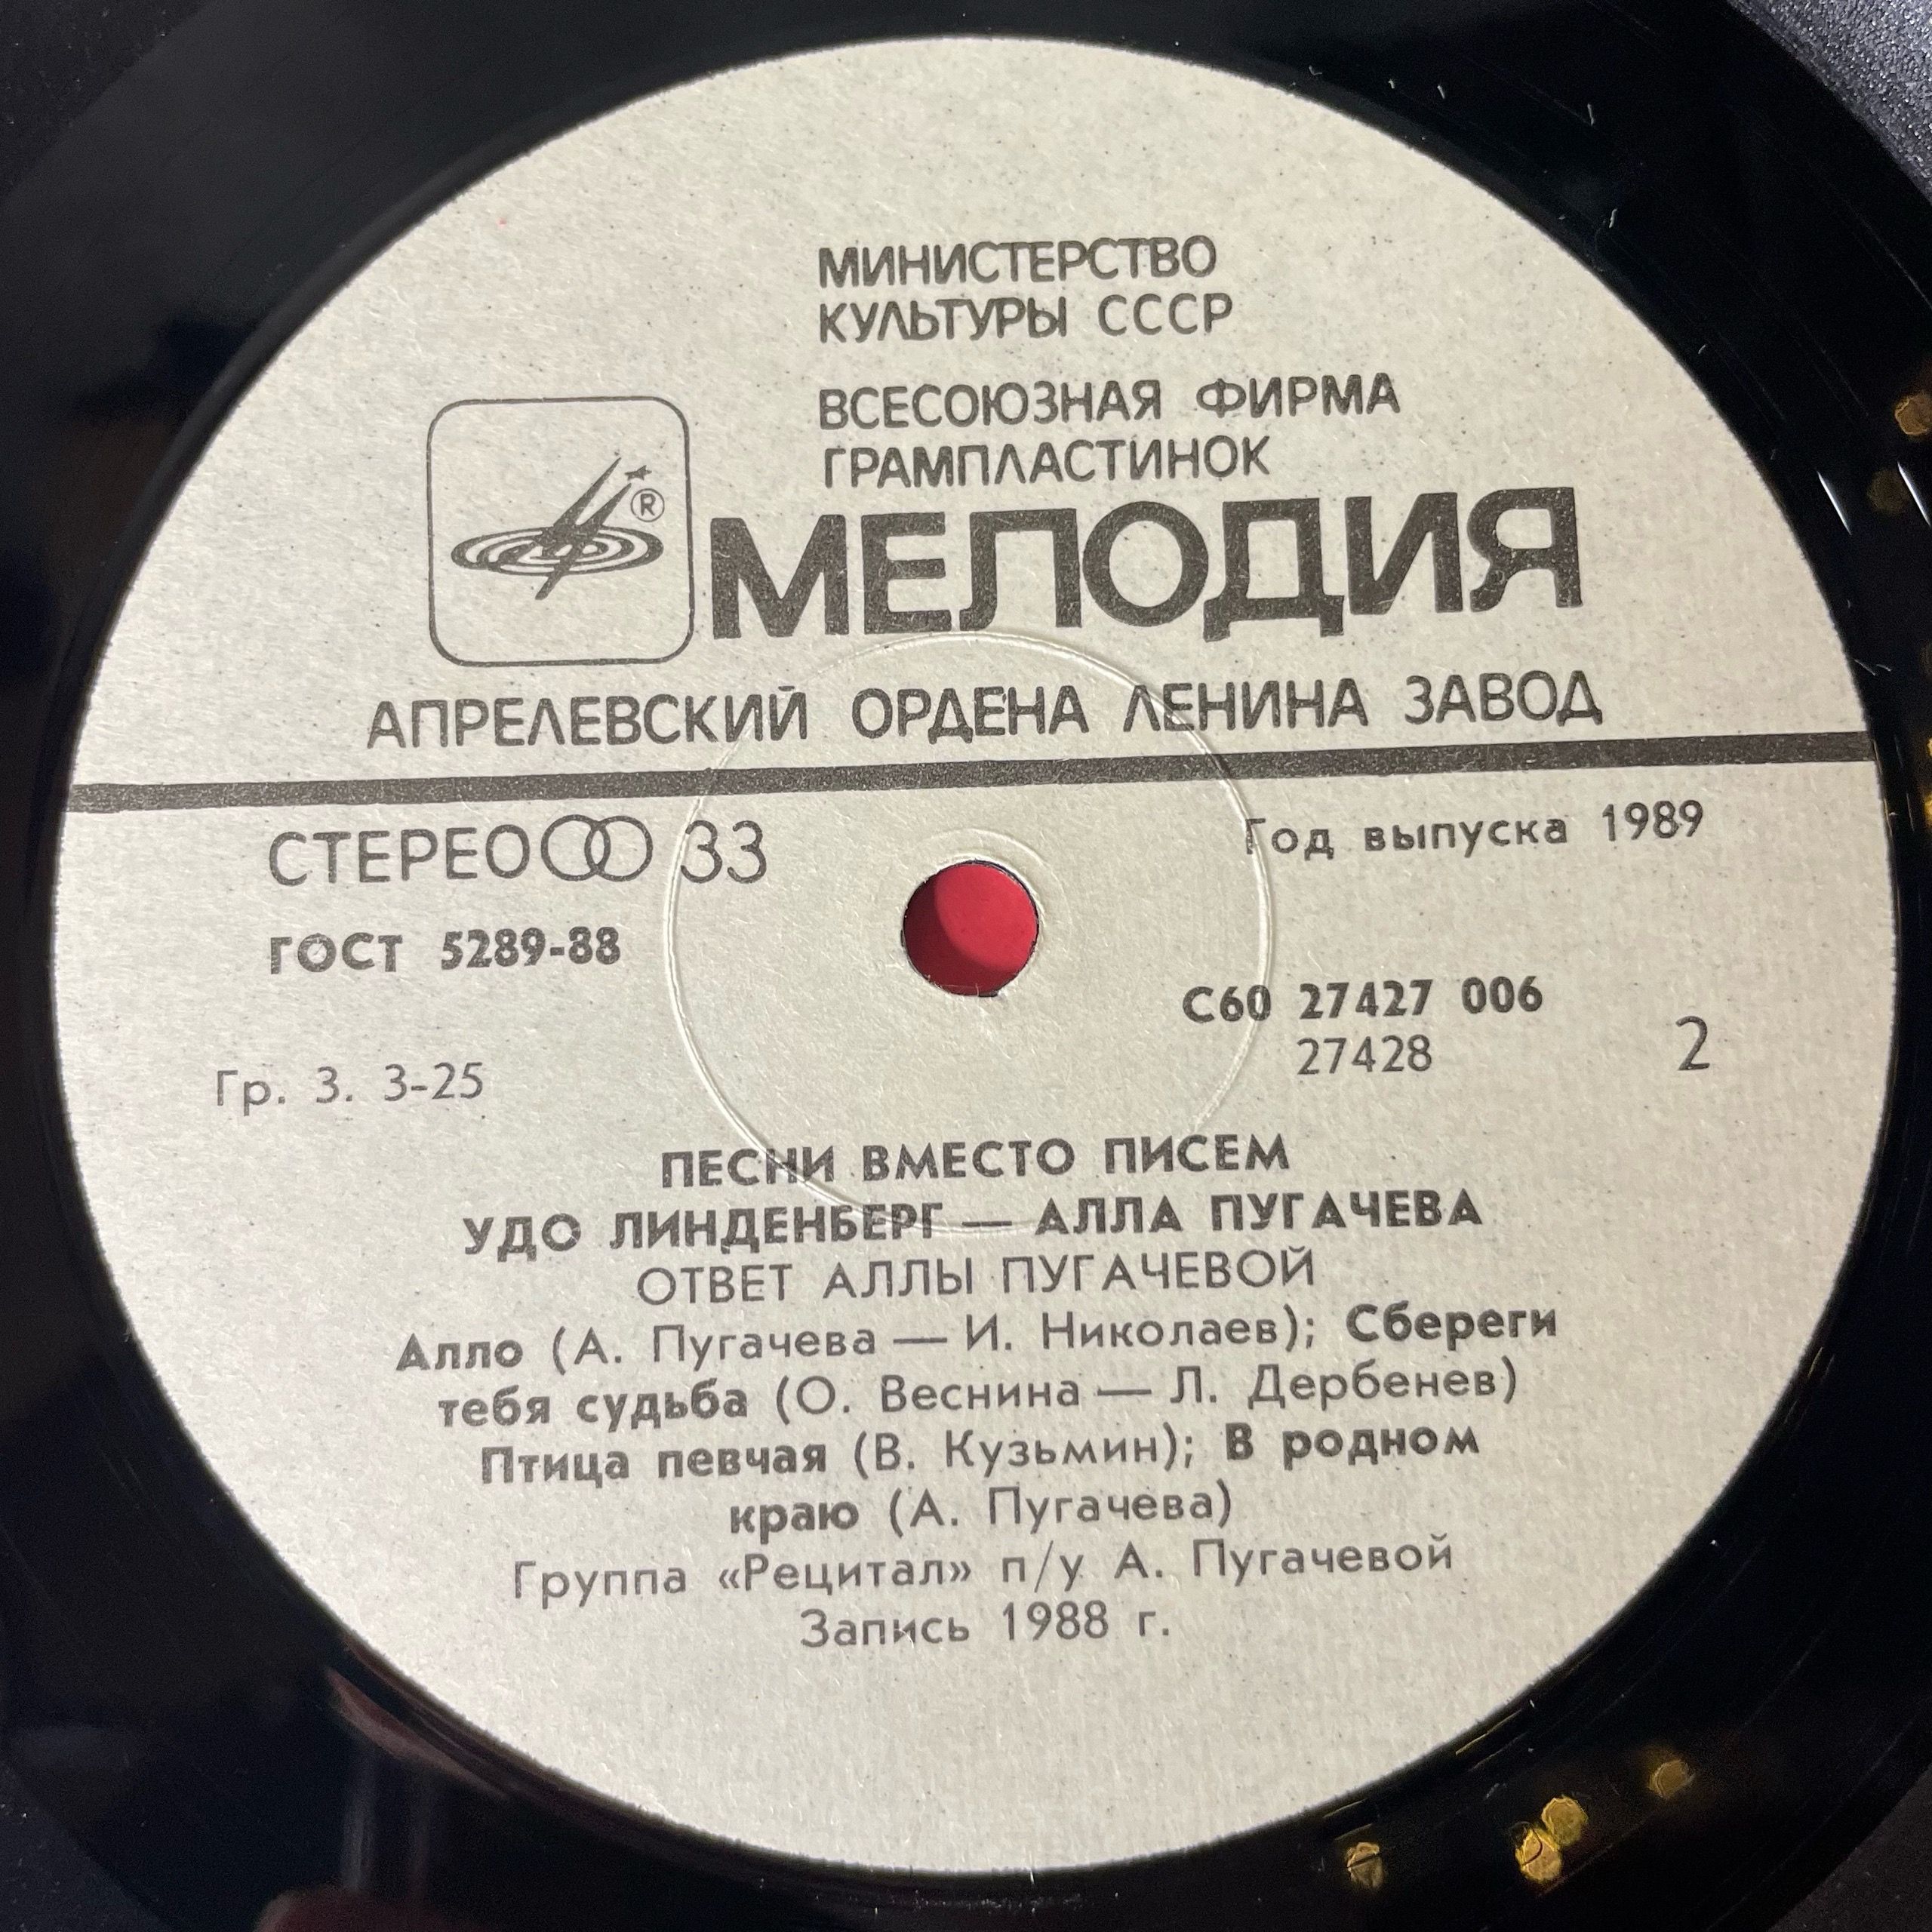 МИНИСТЕРСТВО
КУЛЬТУРЫ СССР
ВСЕСОЮЗНАЯ ФИРМА
ГРАМПЛАСТИНОК
®
МЕЛОДИЯ
АПРЕЛЕВСКИЙ ОРДЕНА ЛЕНИНА ЗАВОД
СТЕРЕО 33
Год выпуска 1989
ГОСТ 5289-88
С60 27427 006
27428
2
Гр. 3. 3-25
ПЕСНИ ВМЕСТО ПИСЕМ
УДО ЛИНДЕНБЕРГ — АЛЛА ПУГАЧЕВА
ОТВЕТ АЛЛЫ ПУГАЧЕВОЙ
Алло (А. Пугачева — И. Николаев); Сбереги
тебя судьба (О. Веснина — Л. Дербенев)
Птица певчая (В. Кузьмин); В родном
краю (А. Пугачева)
Группа «Рецитал» п/у А. Пугачевой
Запись 1988 г.